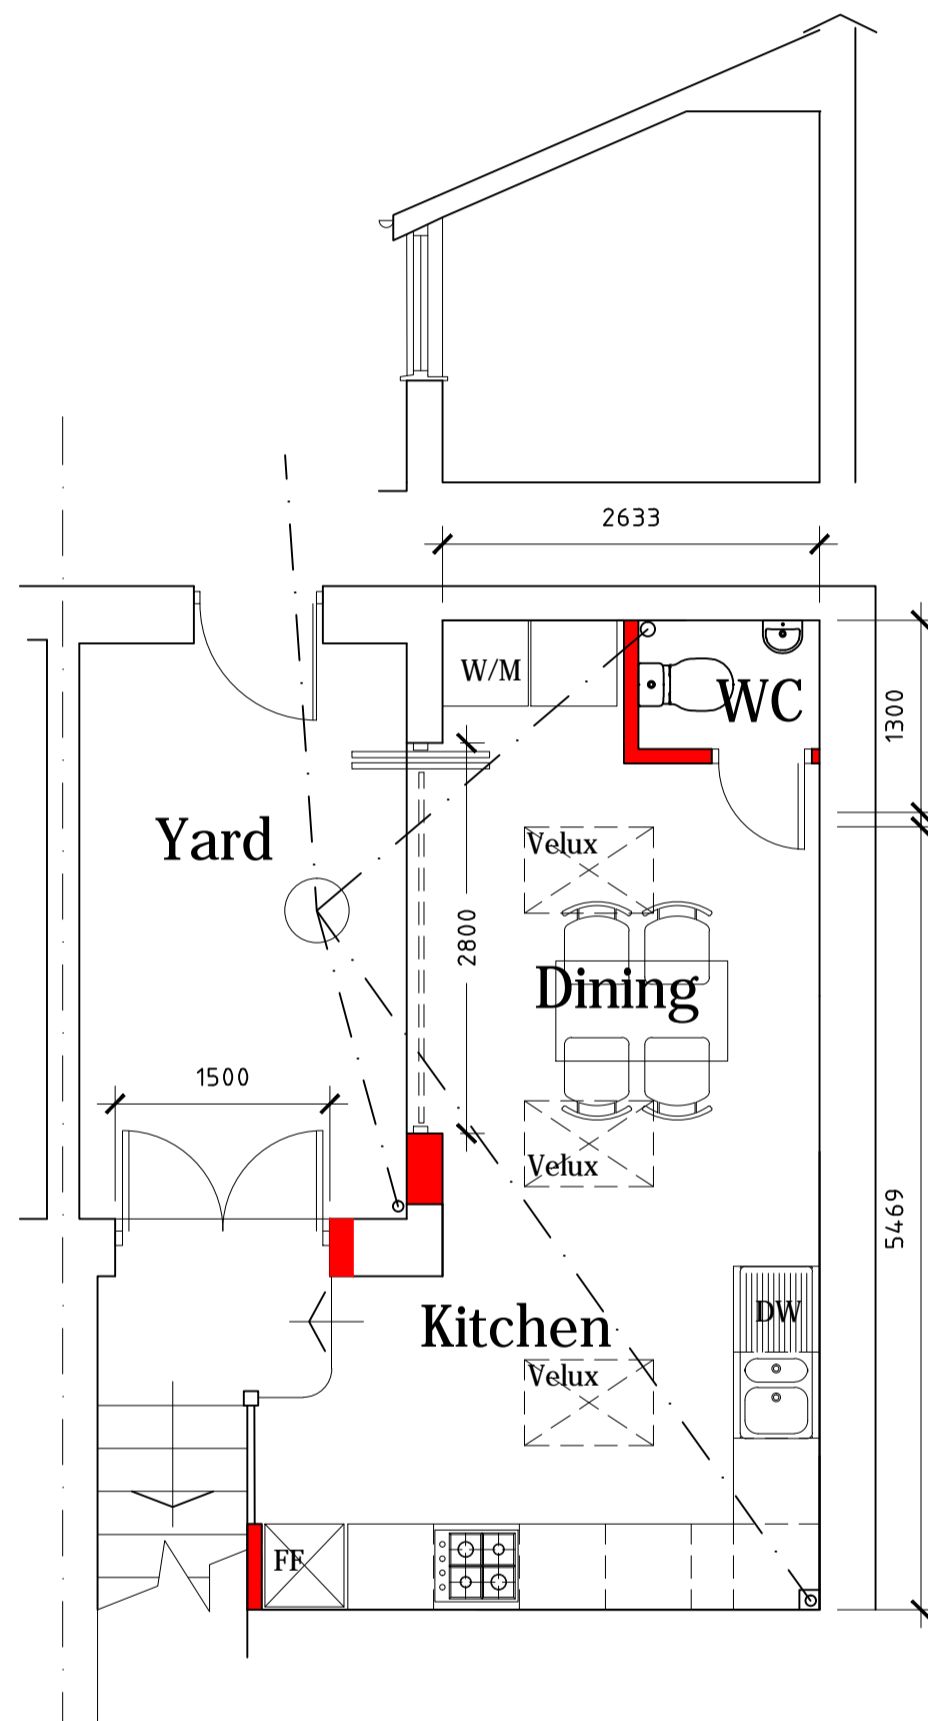 2633
W/M
WC
1300
Yard
Velux
2800
Dining
1500
Velux
5469
DW
Kitchen
Velux
FF